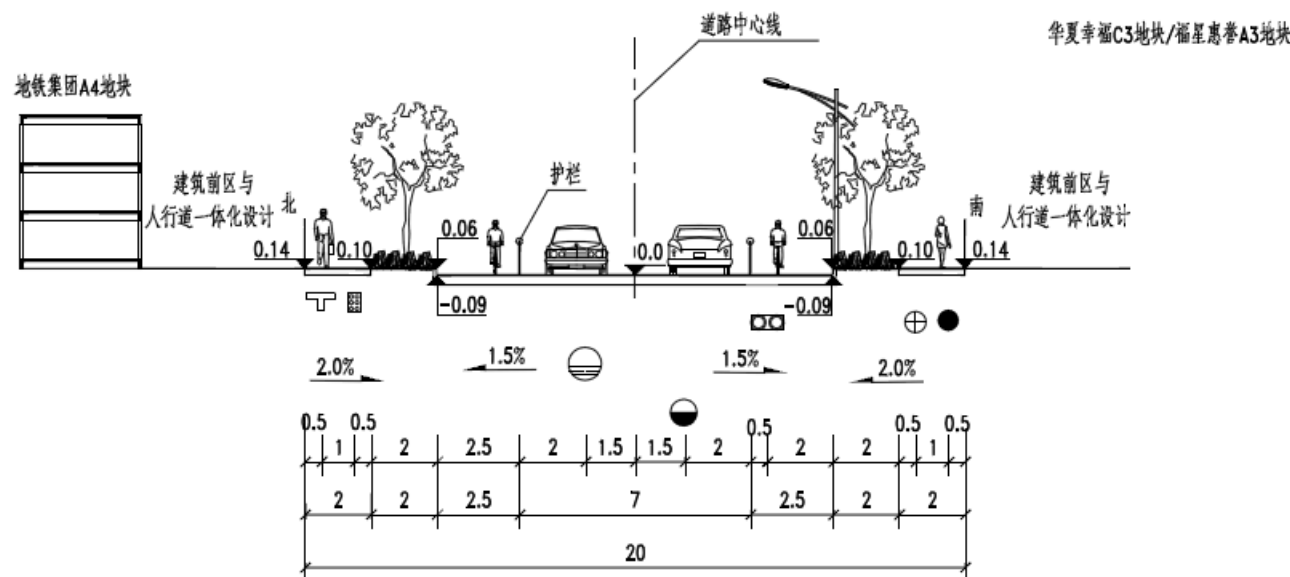 道路中心线
华夏幸福C3地块/福星惠誉A3地块
地铁集团A4地块
护栏
建筑前区与
人行道一体化设计
北
南
建筑前区与
人行道一体化设计
0.14
0.10
0.06
0.0
0.06
0.10
0.14
-0.09
-0.09
2.0%
1.5%
1.5%
2.0%
0.5 1 0.5 2 2.5 2 1.5 1.5 2 0.5 2 2 0.5 1 0.5
2 2 2.5 7 2.5 2 2
20